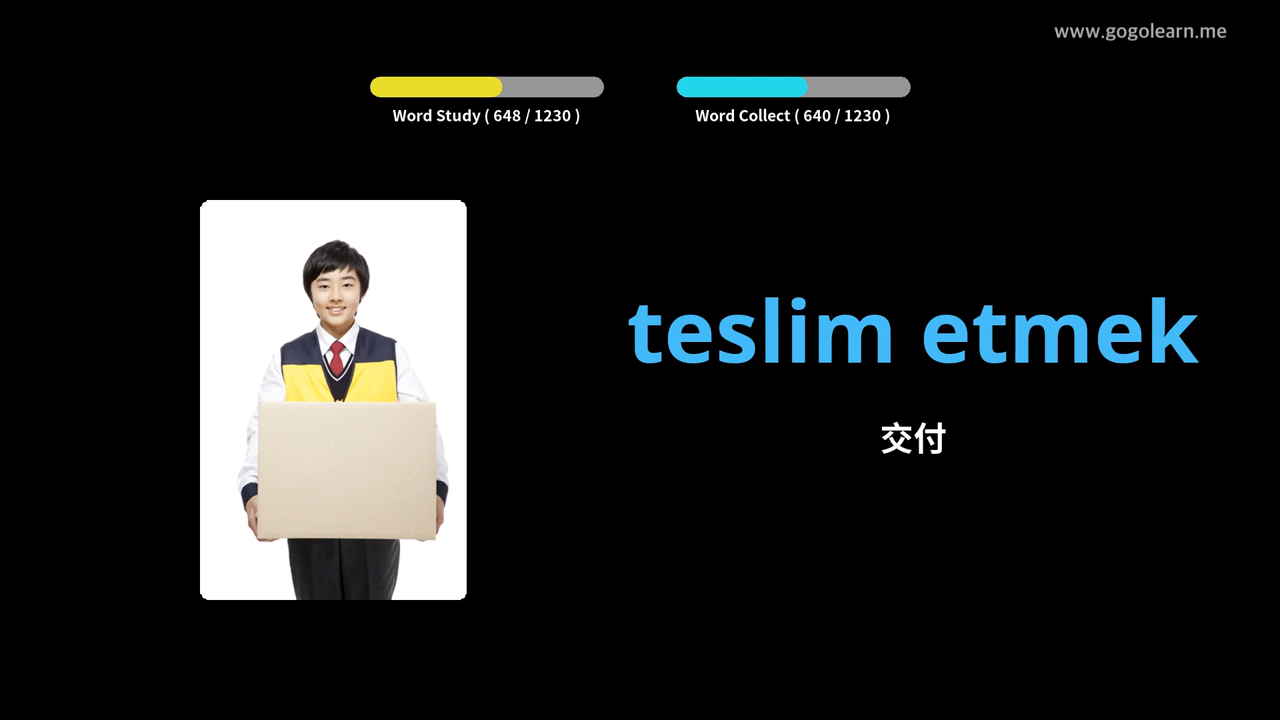 www.gogolearn.me
Word Study ( 648 / 1230 )
Word Collect ( 640 / 1230 )
teslim etmek
交付